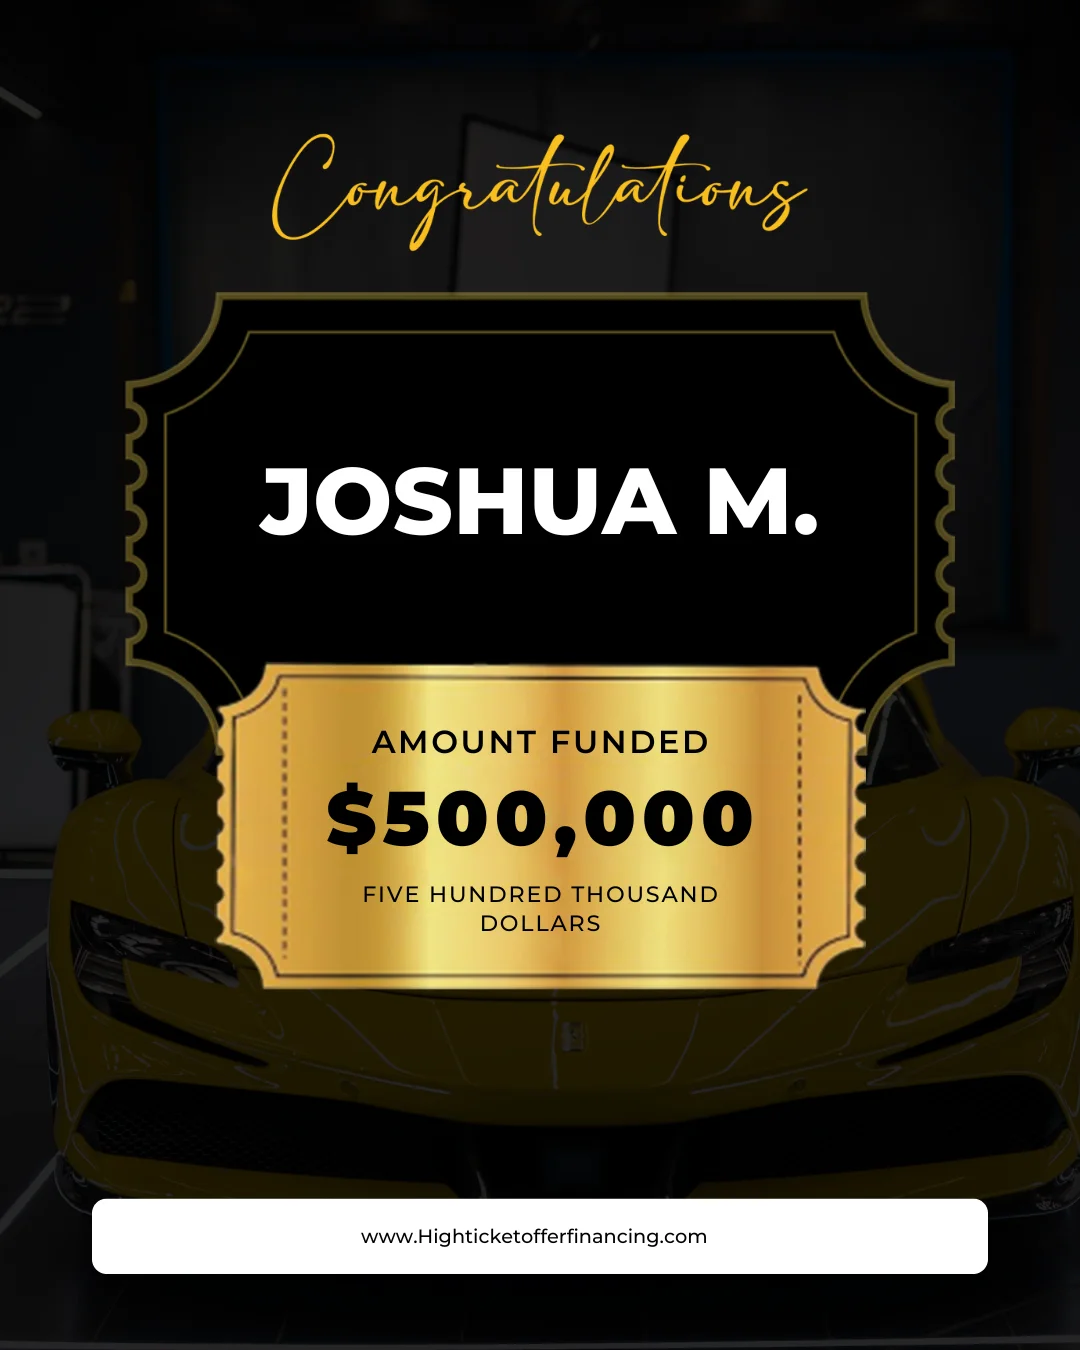 Congratulations
JOSHUA M.
AMOUNT FUNDED
$500,000
FIVE HUNDRED THOUSAND
DOLLARS
www.Highticketofferfinancing.com